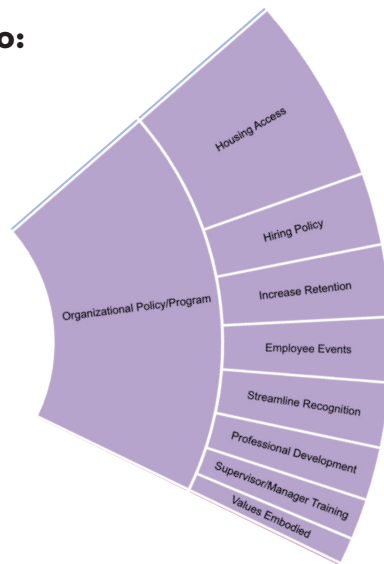 o:
Housing Access
Hiring Policy
Increase Retention
Organizational Policy/Program
Employee Events
Streamline Recognition
Professional Development
Supervisor/Manager Training
Values Embodied